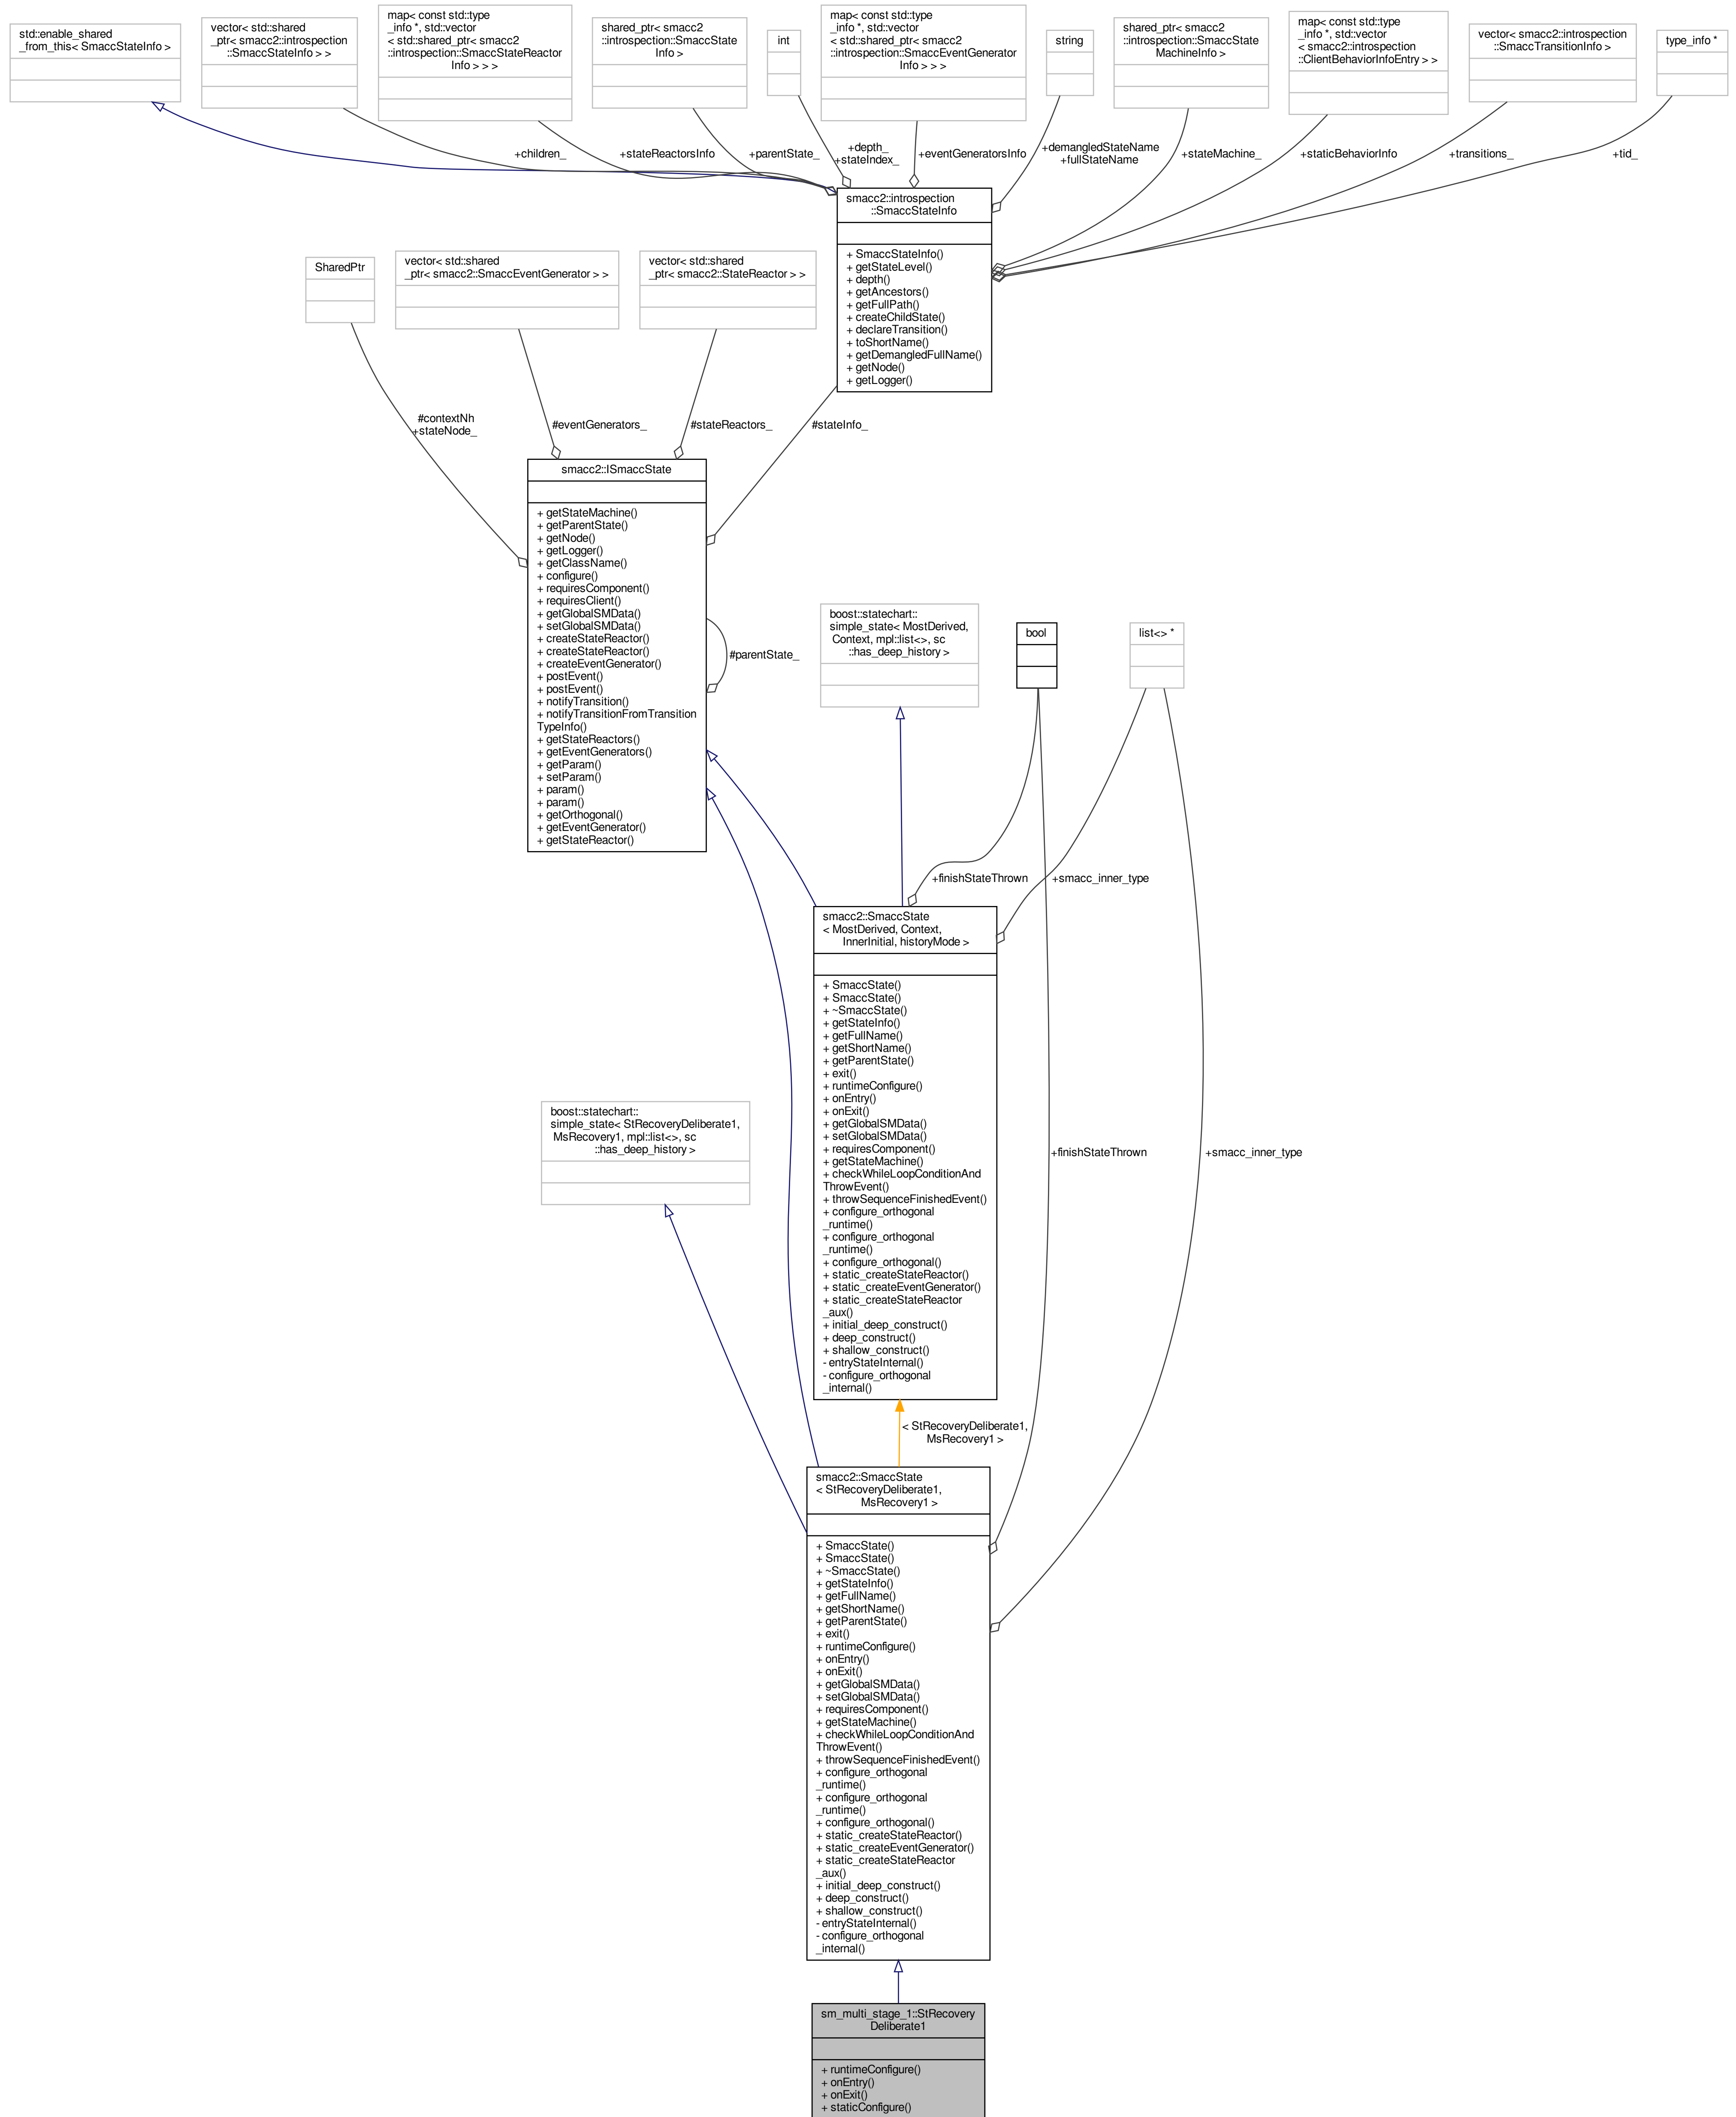 std::enable_shared
_from_this< SmaccStateInfo >
vector< std::shared
_ptr< smacc2::introspection
::SmaccStateInfo > >
map< const std::type
_info *, std::vector
< std::shared_ptr< smacc2
::introspection::SmaccStateReactor
Info > > >
shared_ptr< smacc2
::introspection::SmaccState
Info >
int
map< const std::type
_info *, std::vector
< std::shared_ptr< smacc2
::introspection::SmaccEventGenerator
Info > > >
string
shared_ptr< smacc2
::introspection::SmaccState
MachineInfo >
map< const std::type
_info *, std::vector
< smacc2::introspection
::ClientBehaviorInfoEntry > >
vector< smacc2::introspection
::SmaccTransitionInfo >
type_info *
+children_
+stateReactorsInfo
+parentState_
+depth_
+stateIndex_
+eventGeneratorsInfo
+demangledStateName
+fullStateName
+stateMachine_
+staticBehaviorInfo
+transitions_
+tid_
smacc2::introspection
::SmaccStateInfo
+ SmaccStateInfo()
+ getStateLevel()
+ depth()
+ getAncestors()
+ getFullPath()
+ createChildState()
+ declareTransition()
+ toShortName()
+ getDemangledFullName()
+ getNode()
+ getLogger()
SharedPtr
vector< std::shared
_ptr< smacc2::SmaccEventGenerator > >
vector< std::shared
_ptr< smacc2::StateReactor > >
#contextNh
+stateNode_
#eventGenerators_
#stateReactors_
#stateInfo_
smacc2::ISmaccState
+ getStateMachine()
+ getParentState()
+ getNode()
+ getLogger()
+ getClassName()
+ configure()
+ requiresComponent()
+ requiresClient()
+ getGlobalSMData()
+ setGlobalSMData()
+ createStateReactor()
+ createStateReactor()
+ createEventGenerator()
+ postEvent()
+ postEvent()
+ notifyTransition()
+ notifyTransitionFromTransition
TypeInfo()
+ getStateReactors()
+ getEventGenerators()
+ getParam()
+ setParam()
+ param()
+ param()
+ getOrthogonal()
+ getEventGenerator()
+ getStateReactor()
#parentState_
boost::statechart::
simple_state< MostDerived,
Context, mpl::list<>, sc
::has_deep_history >
bool
list<> *
+finishStateThrown
+smacc_inner_type
smacc2::SmaccState
< MostDerived, Context,
InnerInitial, historyMode >
+ SmaccState()
+ SmaccState()
+ ~SmaccState()
+ getStateInfo()
+ getFullName()
+ getShortName()
+ getParentState()
+ exit()
+ runtimeConfigure()
+ onEntry()
+ onExit()
+ getGlobalSMData()
+ setGlobalSMData()
+ requiresComponent()
+ getStateMachine()
+ checkWhileLoopConditionAnd
ThrowEvent()
+ throwSequenceFinishedEvent()
+ configure_orthogonal
_runtime()
+ configure_orthogonal
_runtime()
+ configure_orthogonal()
+ static_createStateReactor()
+ static_createEventGenerator()
+ static_createStateReactor
_aux()
+ initial_deep_construct()
+ deep_construct()
+ shallow_construct()
- entryStateInternal()
- configure_orthogonal
_internal()
boost::statechart::
simple_state< StRecoveryDeliberate1,
MsRecovery1, mpl::list<>, sc
::has_deep_history >
+finishStateThrown
+smacc_inner_type
< StRecoveryDeliberate1,
MsRecovery1 >
smacc2::SmaccState
< StRecoveryDeliberate1,
MsRecovery1 >
+ SmaccState()
+ SmaccState()
+ ~SmaccState()
+ getStateInfo()
+ getFullName()
+ getShortName()
+ getParentState()
+ exit()
+ runtimeConfigure()
+ onEntry()
+ onExit()
+ getGlobalSMData()
+ setGlobalSMData()
+ requiresComponent()
+ getStateMachine()
+ checkWhileLoopConditionAnd
ThrowEvent()
+ throwSequenceFinishedEvent()
+ configure_orthogonal
_runtime()
+ configure_orthogonal
_runtime()
+ configure_orthogonal()
+ static_createStateReactor()
+ static_createEventGenerator()
+ static_createStateReactor
_aux()
+ initial_deep_construct()
+ deep_construct()
+ shallow_construct()
- entryStateInternal()
- configure_orthogonal
_internal()
sm_multi_stage_1::StRecovery
Deliberate1
+ runtimeConfigure()
+ onEntry()
+ onExit()
+ staticConfigure()